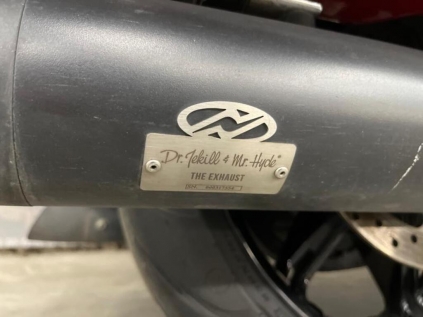 „Dr. Jekill & Mr. Hyde”
THE EXHAUST